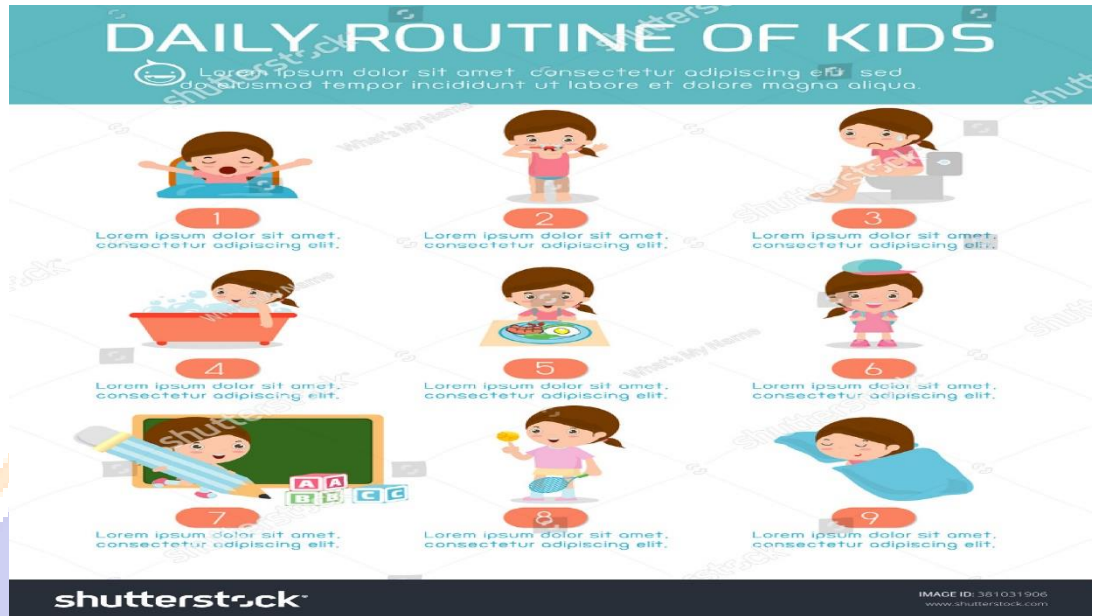 DAILY ROUTINE OF KIDS
Lorem ipsum dolor sit amet consectetur adipiscing elit sed
do eiusmod tempor incididunt ut labore et dolore magna aliqua.
1
Lorem ipsum dolor sit amet,
consectetur adipiscing elit,
2
Lorem ipsum dolor sit amet,
consectetur adipiscing elit,
3
Lorem ipsum dolor sit amet,
consectetur adipiscing elit,
4
Lorem ipsum dolor sit amet,
consectetur adipiscing elit,
5
Lorem ipsum dolor sit amet,
consectetur adipiscing elit,
6
Lorem ipsum dolor sit amet,
consectetur adipiscing elit,
A A
B B C C
7
Lorem ipsum dolor sit amet,
consectetur adipiscing elit,
8
Lorem ipsum dolor sit amet,
consectetur adipiscing elit,
9
Lorem ipsum dolor sit amet,
consectetur adipiscing elit,
shutterstock
What's My Name
shutterstock
IMAGE ID: 381031906
www.shutterstock.com